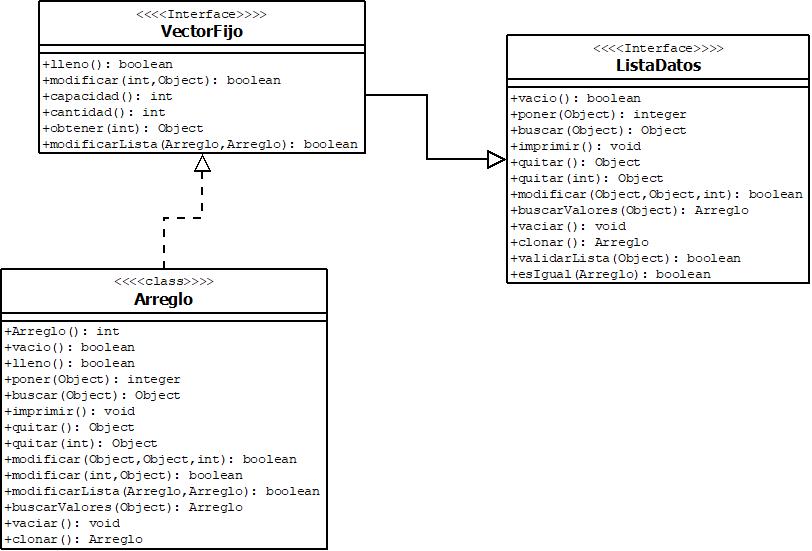 <<<<Interface>>>>
VectorFijo
+lleno(): boolean
+modificar(int,Object): boolean
+capacidad(): int
+cantidad(): int
+obtener(int): Object
+modificarLista(Arreglo,Arreglo): boolean
<<<<Interface>>>>
ListaDatos
+vacio(): boolean
+poner(Object): integer
+buscar(Object): Object
+imprimir(): void
+quitar(): Object
+quitar(int): Object
+modificar(Object,Object,int): boolean
+buscarValores(Object): Arreglo
+vaciar(): void
+clonar(): Arreglo
+validarLista(Object): boolean
+esIgual(Arreglo): boolean
<<<<class>>>>
Arreglo
+Arreglo(): int
+vacio(): boolean
+lleno(): boolean
+poner(Object): integer
+buscar(Object): Object
+imprimir(): void
+quitar(): Object
+quitar(int): Object
+modificar(Object,Object,int): boolean
+modificar(int,Object): boolean
+modificarLista(Arreglo,Arreglo): boolean
+buscarValores(Object): Arreglo
+vaciar(): void
+clonar(): Arreglo